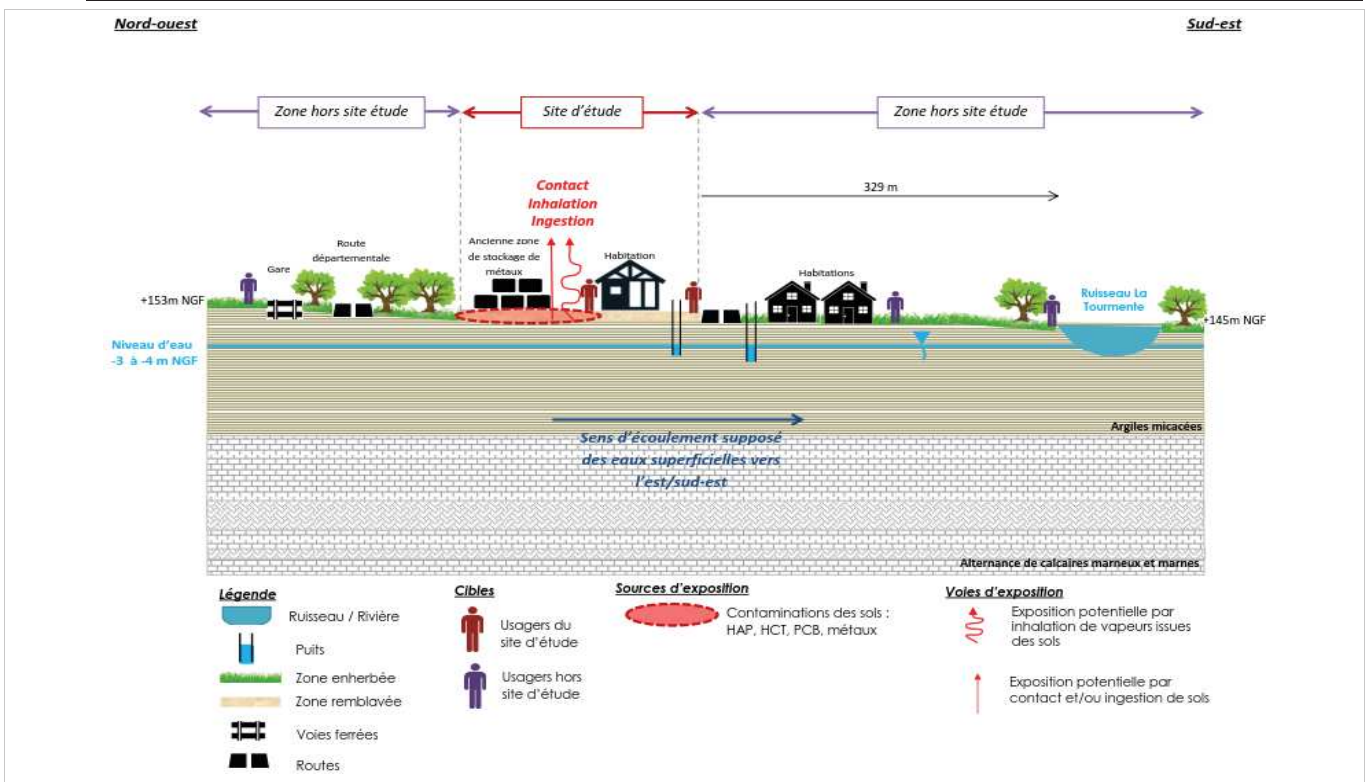 Nord-ouest
Sud-est
Zone hors site étude
Site d'étude
Zone hors site étude
329 m
Contact
Inhalation
Ingestion
Route
départementale
Gare
Ancienne zone
de stockage de
métaux
Habitation
Habitations
Ruisseau La
Tourmente
+153m NGF
+145m NGF
Niveau d'eau
-3 à -4 m NGF
Argiles micacées
Sens d'écoulement supposé
des eaux superficielles vers
l'est/sud-est
Alternance de calcaires marneux et marnes
Légende
Ruisseau / Rivière
Puits
Zone enherbée
Zone remblavée
Voies ferrées
Routes
Cibles
Usagers du
site d'étude
Usagers hors
site d'étude
Sources d'exposition
Contaminations des sols :
HAP, HCT, PCB, métaux
Voies d'exposition
Exposition potentielle par
inhalation de vapeurs issues
des sols
Exposition potentielle par
contact et/ou ingestion de sols